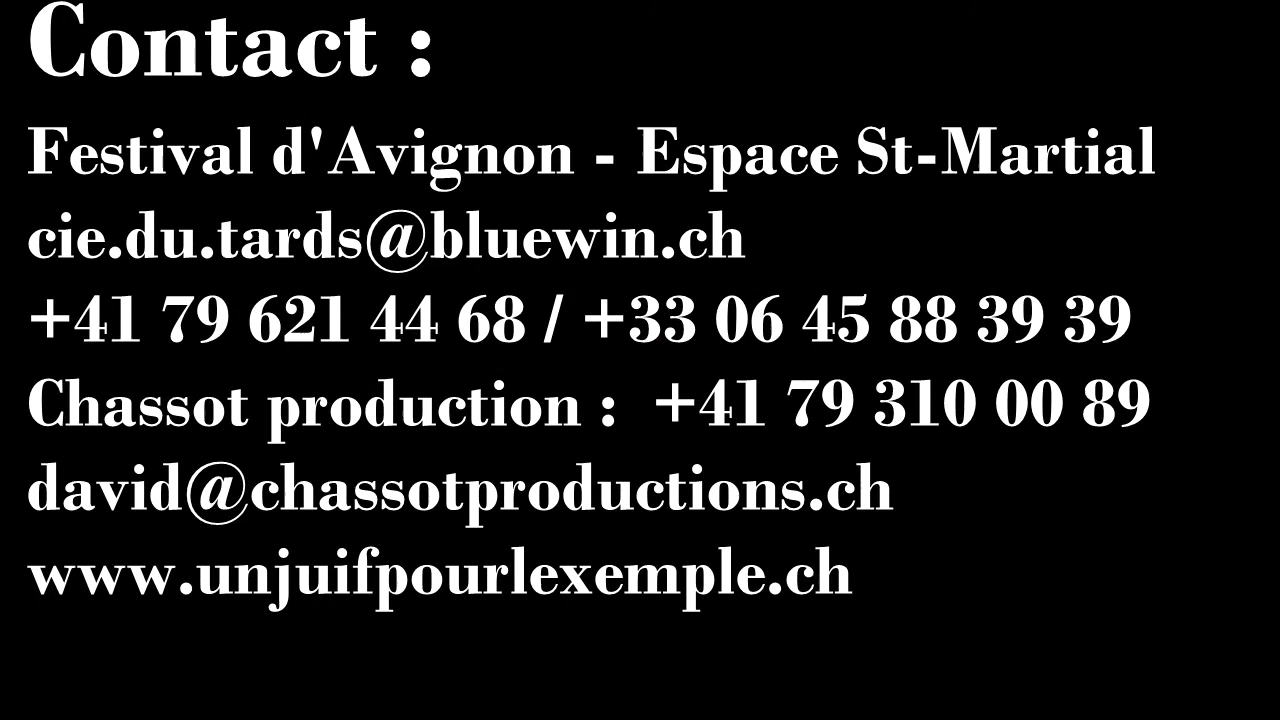 Contact :
Festival d'Avignon - Espace St-Martial
cie.du.tards@bluewin.ch
+41 79 621 44 68 / +33 06 45 88 39 39
Chassot production :  +41 79 310 00 89
david@chassotproductions.ch
www.unjuifpourlexemple.ch